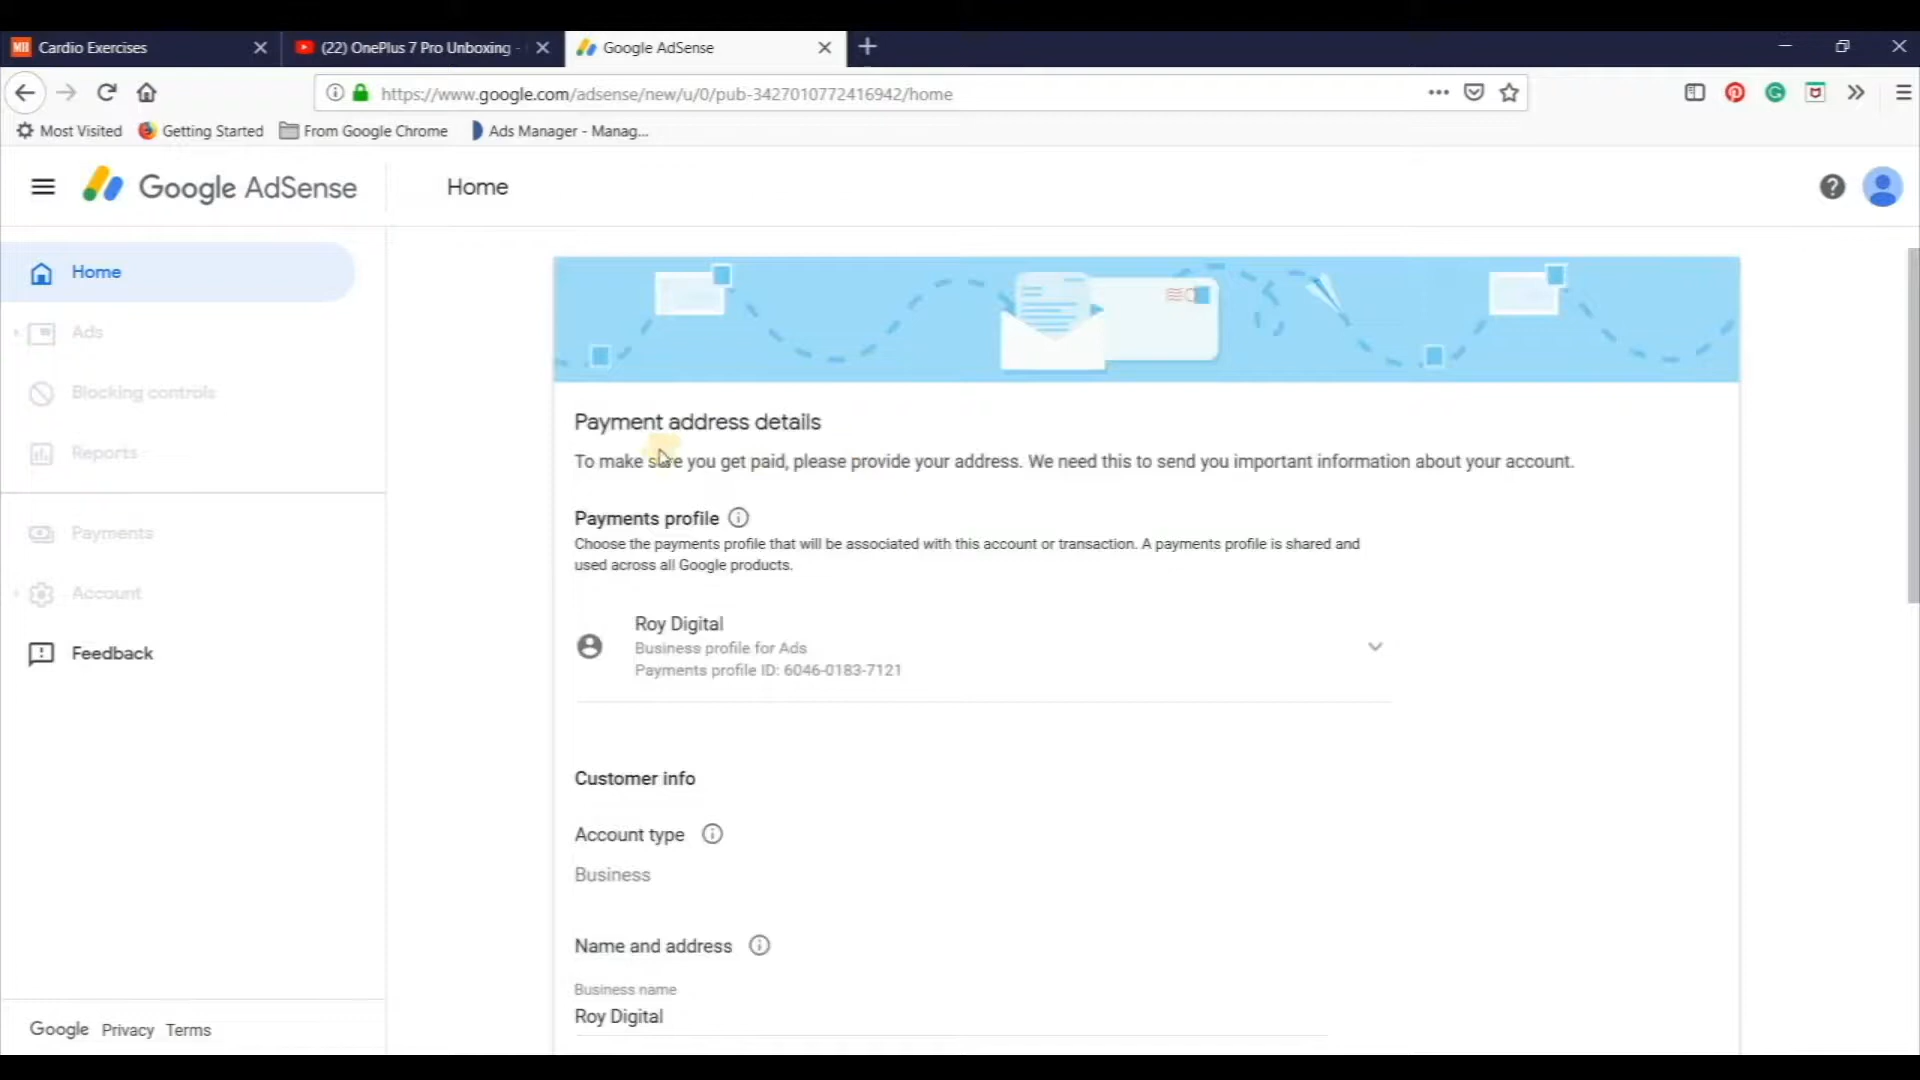 Cardio Exercises
(22) OnePlus 7 Pro Unboxing -
Google AdSense
https://www.google.com/adsense/new/u/0/pub-3427010772416942/home
Most Visited
Getting Started
From Google Chrome
Ads Manager - Manag...
Google AdSense
Home
Home
Ads
Blocking controls
Reports
Payments
Account
Feedback
Google Privacy Terms
Payment address details
To make sure you get paid, please provide your address. We need this to send you important information about your account.
Payments profile
Choose the payments profile that will be associated with this account or transaction. A payments profile is shared and
used across all Google products.
Roy Digital
Business profile for Ads
Payments profile ID: 6046-0183-7121
Customer info
Account type
Business
Name and address
Business name
Roy Digital